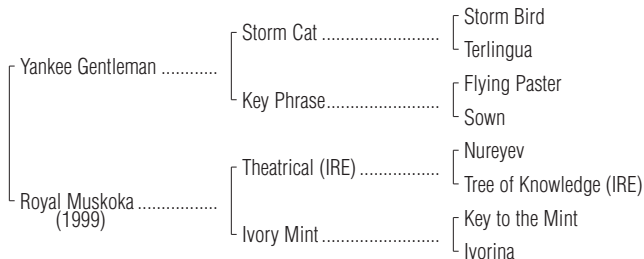 Storm Bird
Storm Cat ........................
Terlingua
Yankee Gentleman ...........
Flying Paster
Key Phrase.......................
Sown
Nureyev
Theatrical (IRE) ................
Tree of Knowledge (IRE)
Royal Muskoka ................
(1999)
Key to the Mint
Ivory Mint ........................
Ivorina